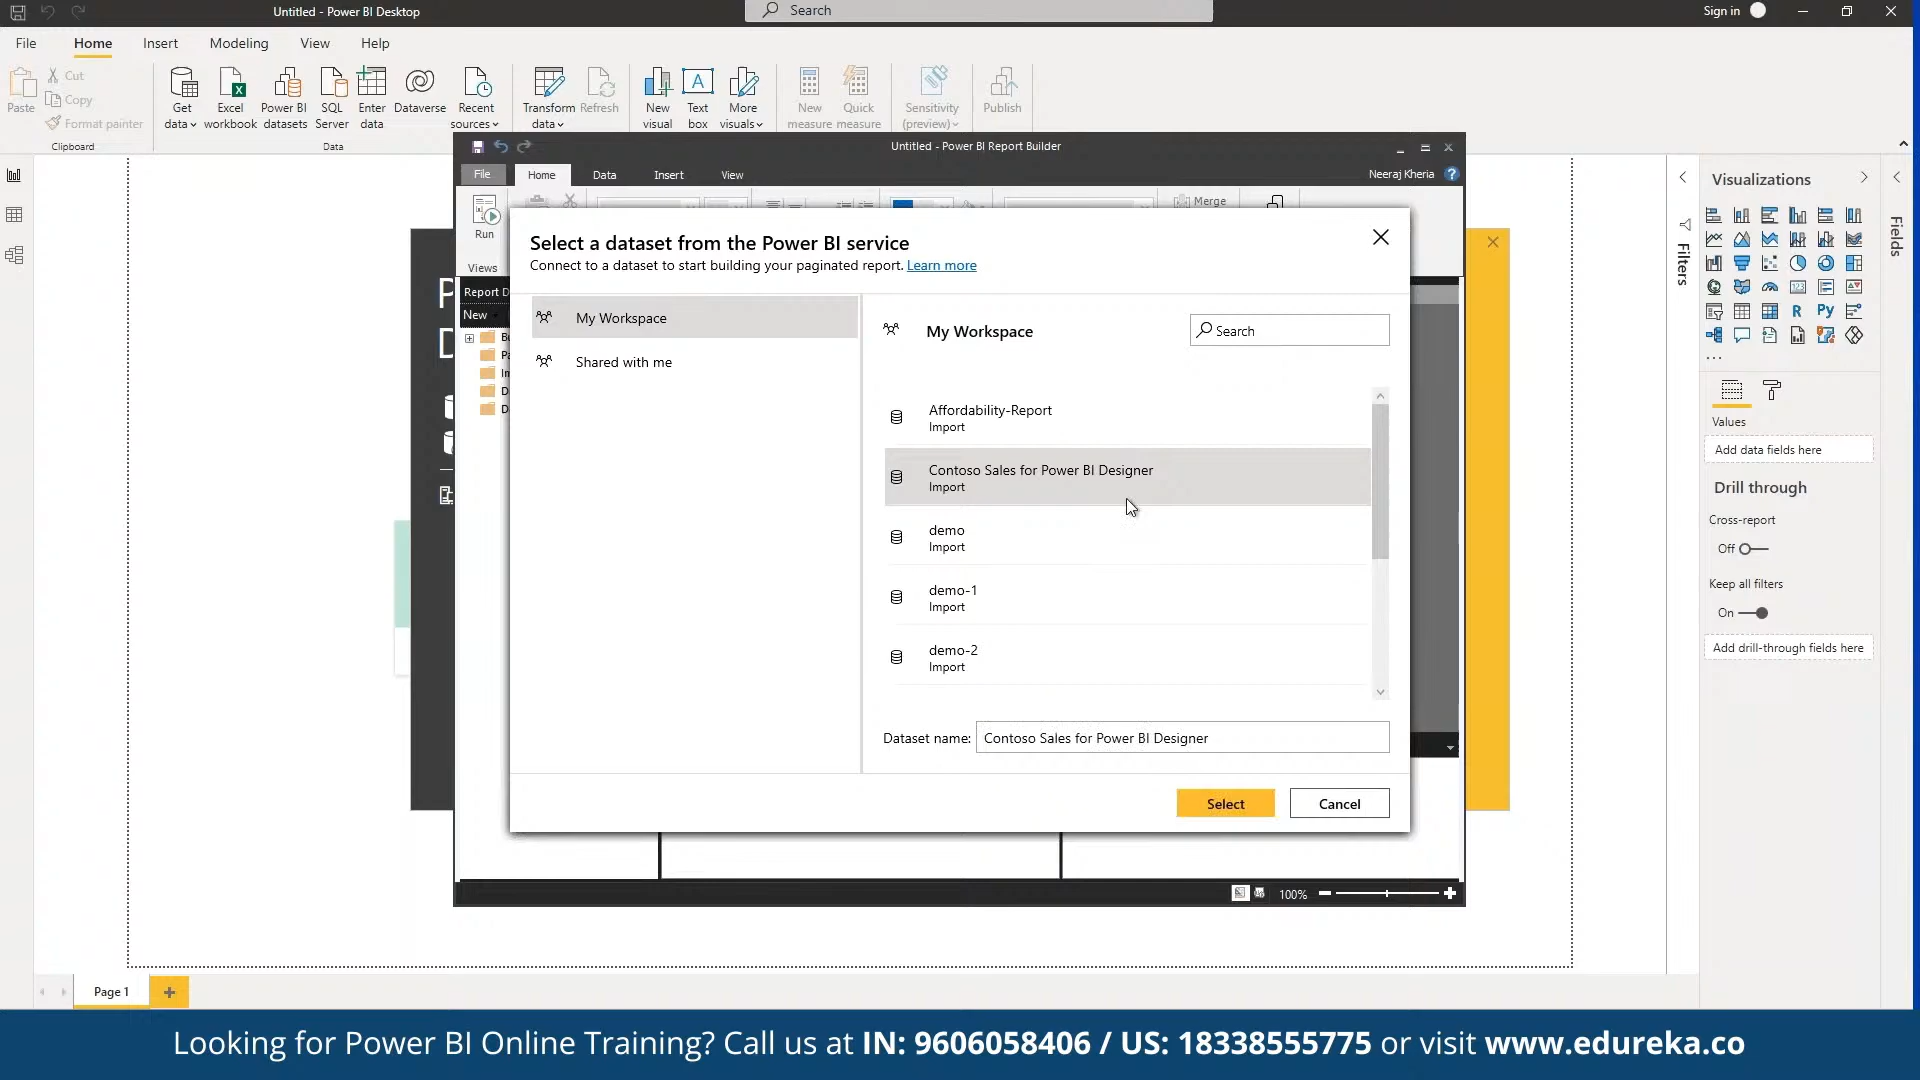 Untitled - Power BI Desktop
Search
Sign in
File
Home
Insert
Modeling
View
Help
Paste
Cut
Copy
Format painter
Clipboard
Get data
Excel workbook
Power BI datasets
SQL Server
Enter data
Dataverse
Recent sources
Data
Transform data
Refresh
New visual
Text box
More visuals
New measure
Quick measure
Sensitivity (preview)
Publish
Untitled - Power BI Report Builder
File
Home
Data
Insert
View
Neeraj Kheria
Run
Views
Merge
Report D
New
Select a dataset from the Power BI service
Connect to a dataset to start building your paginated report. Learn more
My Workspace
Shared with me
My Workspace
Search
Affordability-Report
Import
Contoso Sales for Power BI Designer
Import
demo
Import
demo-1
Import
demo-2
Import
Dataset name: Contoso Sales for Power BI Designer
Select
Cancel
100%
Filters
Visualizations
Fields
R
Py
Values
Add data fields here
Drill through
Cross-report
Off
Keep all filters
On
Add drill-through fields here
Page 1
Looking for Power BI Online Training? Call us at IN: 9606058406 / US: 18338555775 or visit www.edureka.co